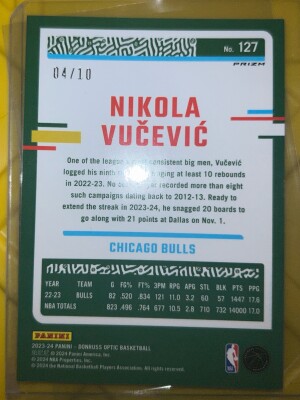 No. 127
PRIZM
04/10
NIKOLA
VUČEVIĆ
One of the league's most consistent big men, Vučević
logged his ninth averaging at least 10 rebounds
in 2022-23. No recorded more than eight
such campaigns dating back to 2012-13. Ready to
extend the streak in 2023-24, he snagged 20 boards to
go along with 21 points at Dallas on Nov. 1.
CHICAGO BULLS
YEAR TEAM G FG% FT% 3PM RPG APG STL BLK PTS PPG
22-23 BULLS 82 .520 .834 121 11.0 3.2 60 57 1447 17.6
NBA TOTALS 823 .496 .764 677 10.5 2.8 710 732 14000 17.0
PANINI
2023-24 PANINI - DONRUSS OPTIC BASKETBALL
© 2024 Panini America, Inc.
© 2024 NBA Properties, Inc.
© 2024 the National Basketball Players Association. All rights reserved.
NBA